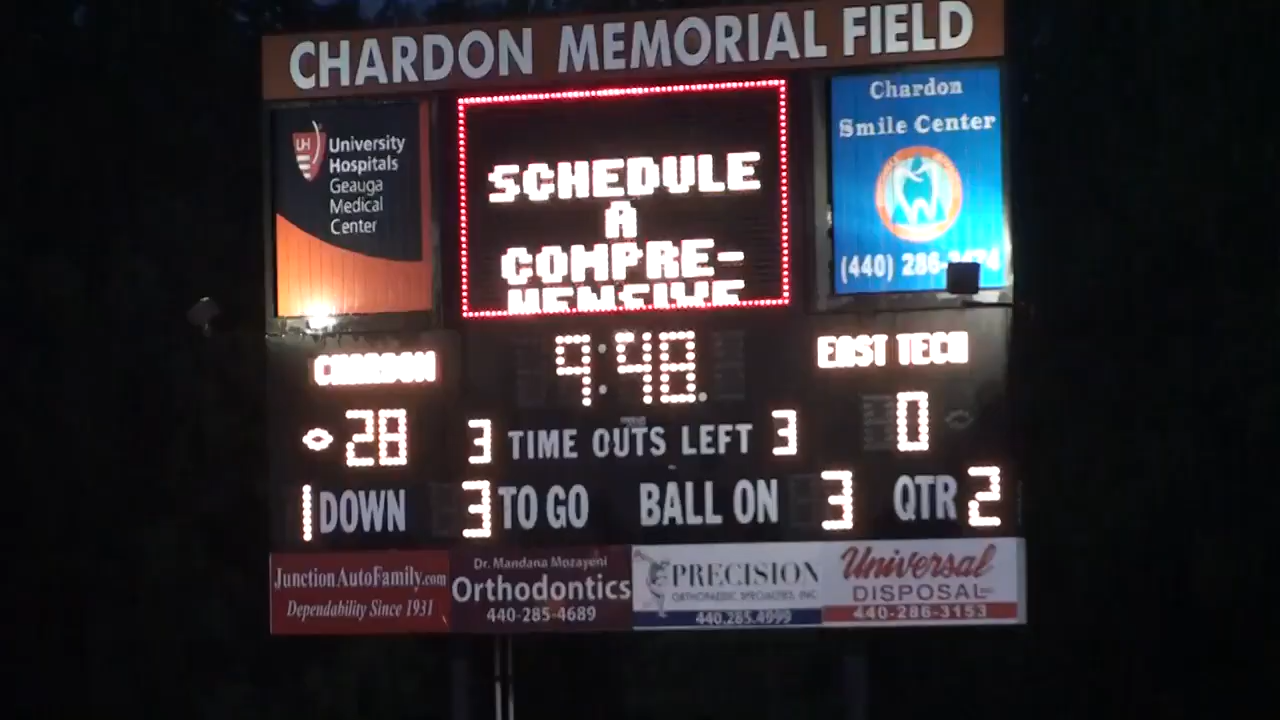 CHARDON MEMORIAL FIELD
UH
University
Hospitals
Geauga
Medical
Center
SCHEDULE
A
COMPRE-
HENSIVE
Chardon
Smile Center
(440) 286-
CHARDON
9:48
EAST TECH
28
3 TIME OUTS LEFT 3
0
1 DOWN 3 TO GO BALL ON 3 QTR 2
JunctionAutoFamily.com
Dependability Since 1931
Dr. Mandana Mozayeni
Orthodontics
440-285-4689
PRECISION
ORTHOPAEDIC SPECIALTIES, INC.
440.285.4999
Universal
DISPOSAL INC.
440-286-3153